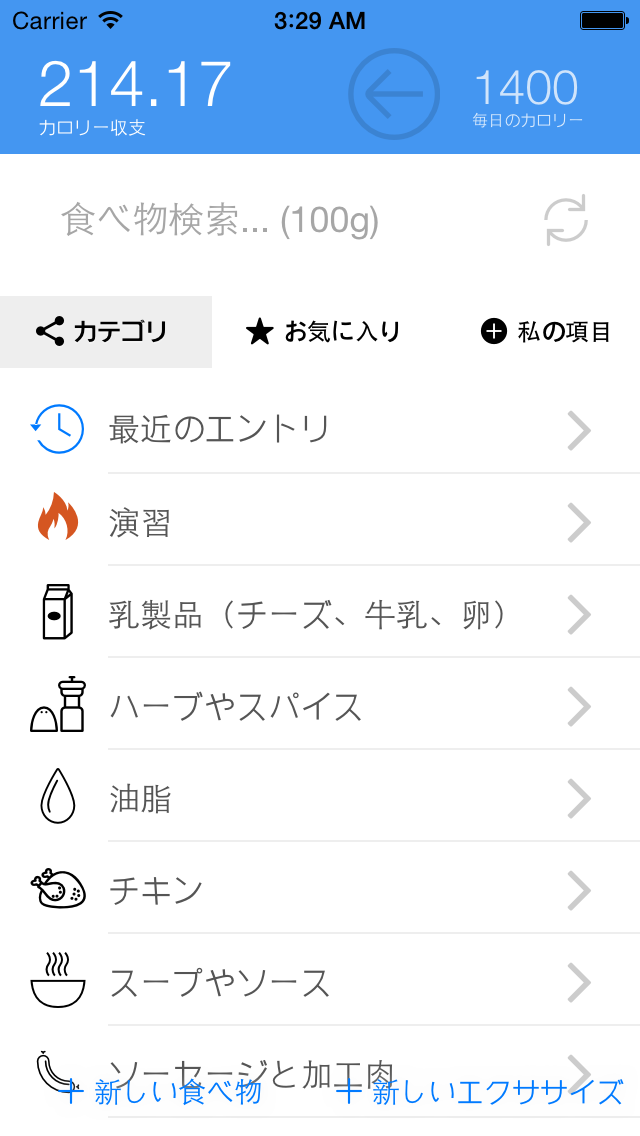 Carrier 3:29 AM
214.17 1400
カロリー収支 毎日のカロリー
食べ物検索... (100g)
カテゴリ お気に入り 私の項目
最近のエントリ
演習
乳製品（チーズ、牛乳、卵）
ハーブやスパイス
油脂
チキン
スープやソース
ソーセージと加工肉
+ 新しい食べ物 + 新しいエクササイズ